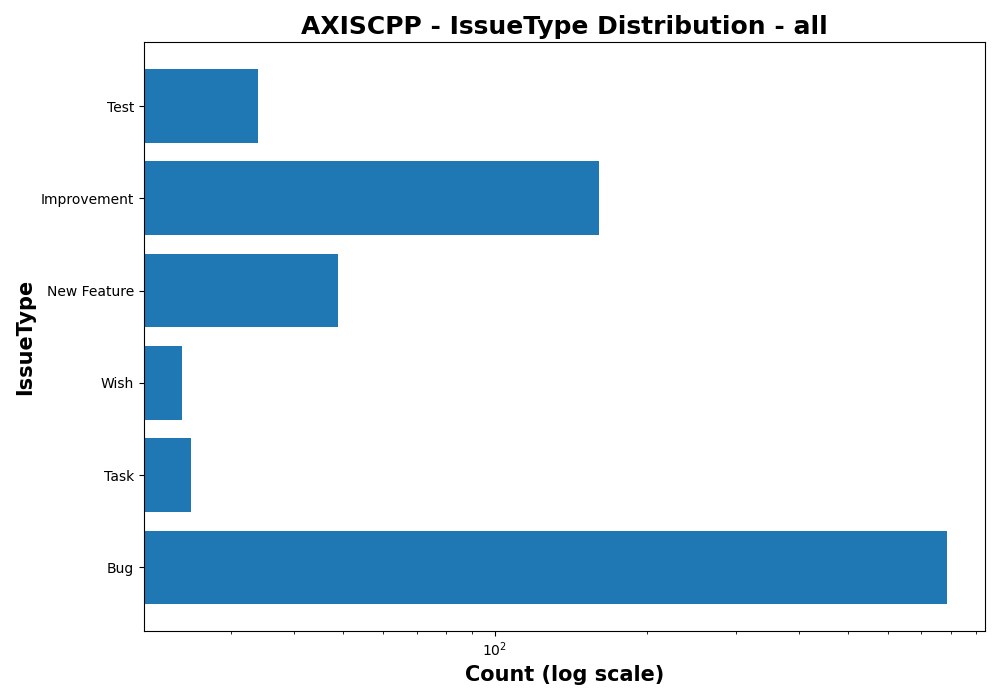 AXISCPP - IssueType Distribution - all
IssueType
Test
Improvement
New Feature
Wish
Task
Bug
10²
Count (log scale)